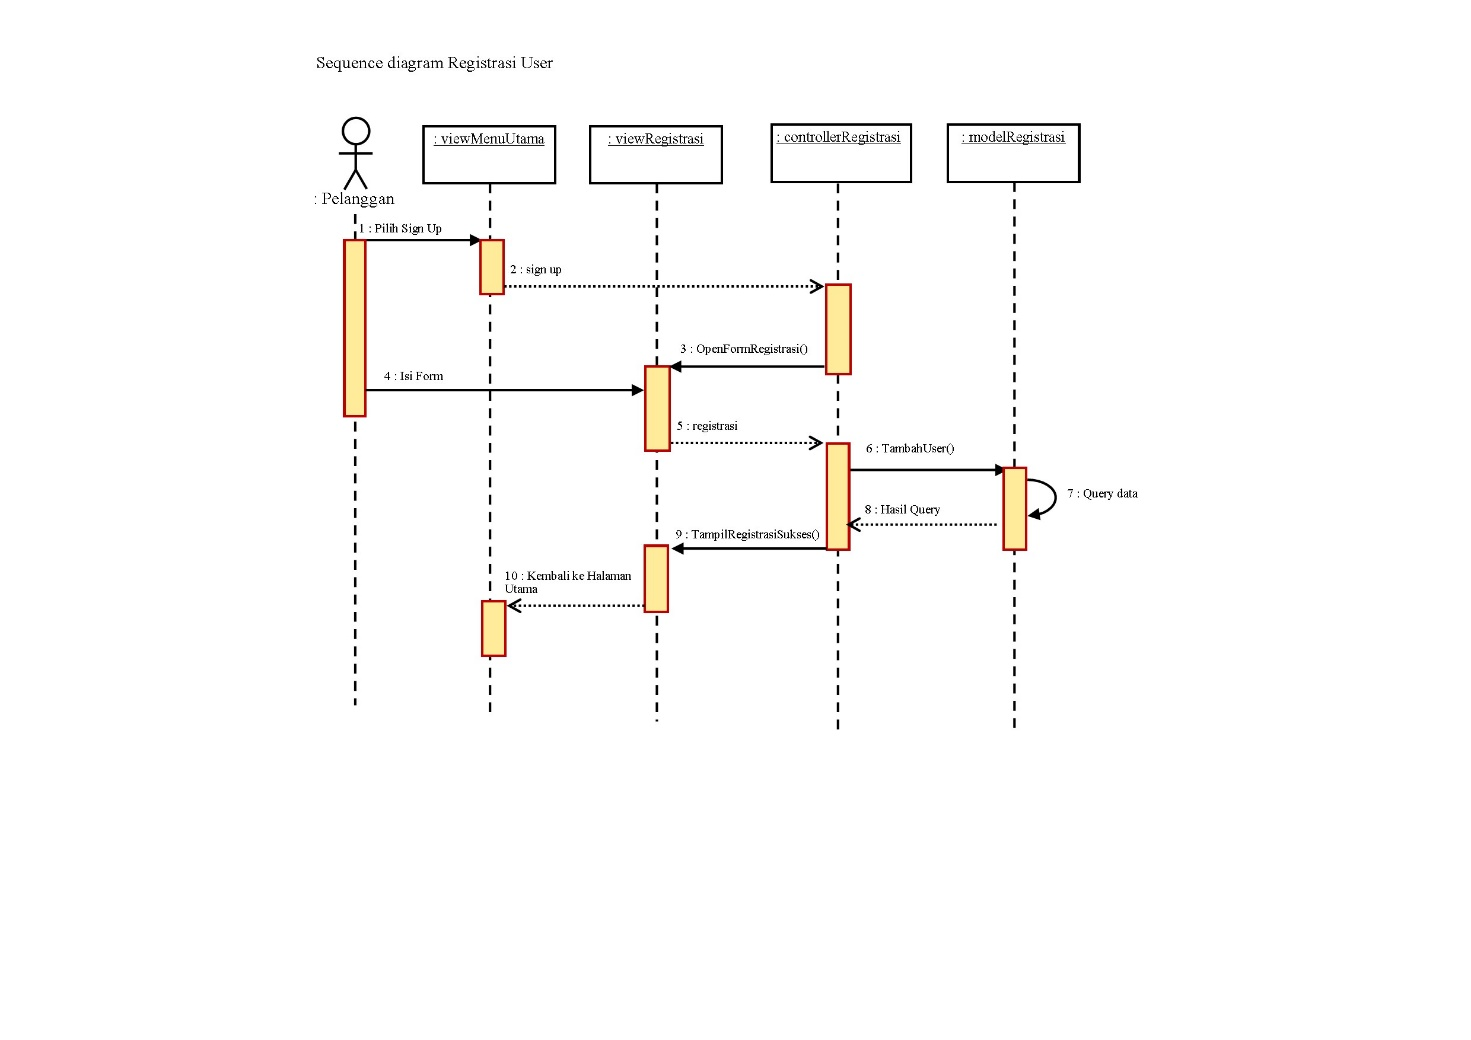 Sequence diagram Registrasi User
: Pelanggan
: viewMenuUtama
: viewRegistrasi
: controllerRegistrasi
: modelRegistrasi
1 : Pilih Sign Up
2 : sign up
3 : OpenFormRegistrasi()
4 : Isi Form
5 : registrasi
6 : TambahUser()
7 : Query data
8 : Hasil Query
9 : TampilRegistrasiSukses()
10 : Kembali ke Halaman
Utama